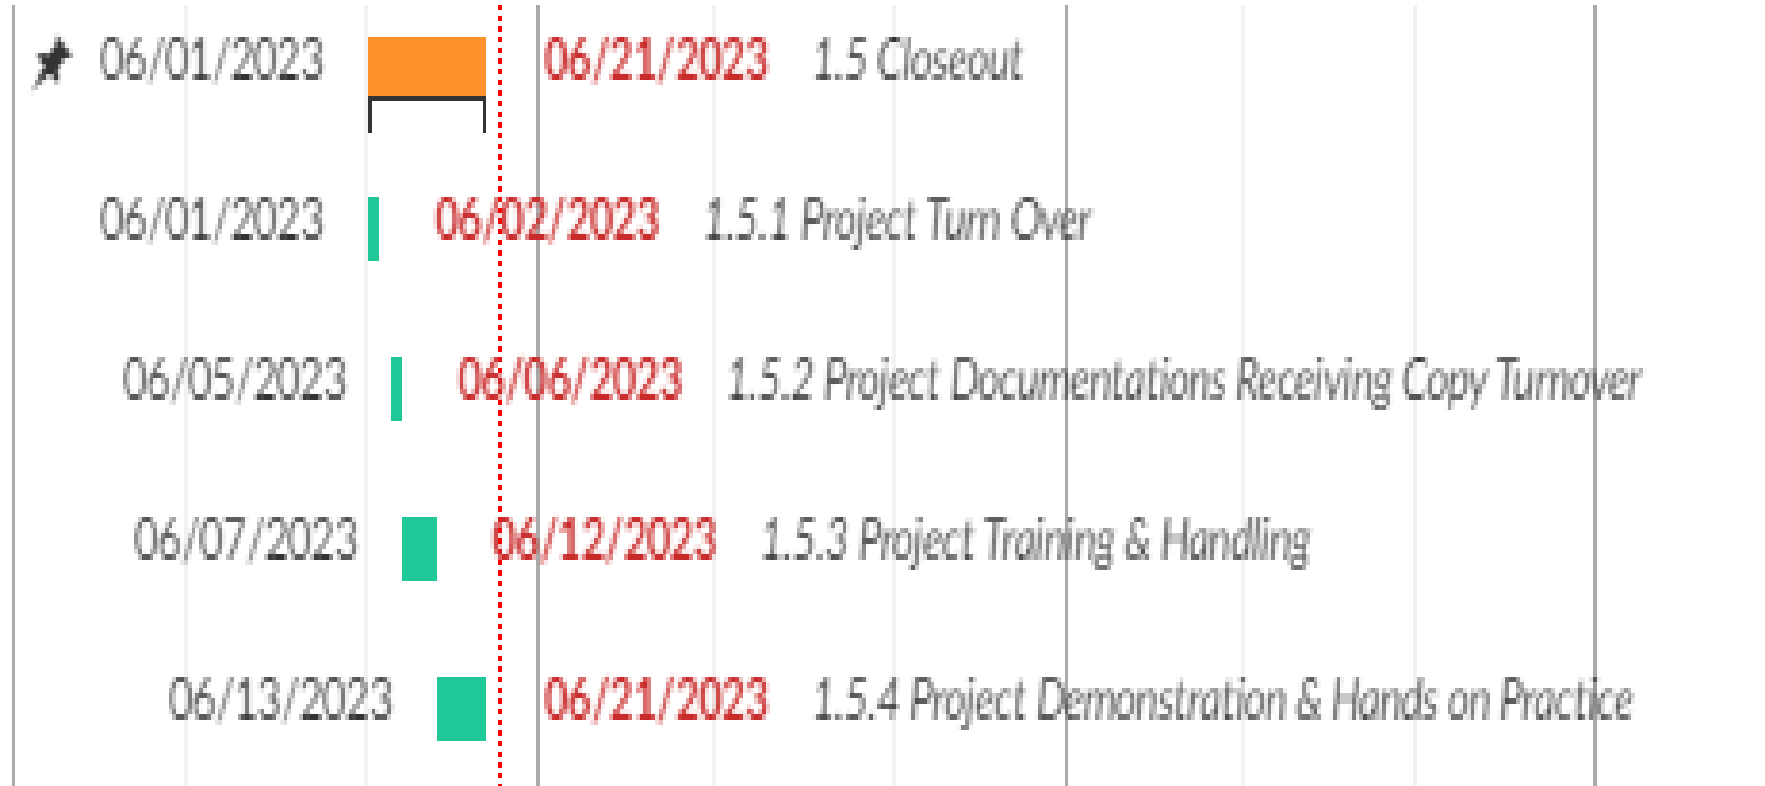 06/01/2023 06/21/2023 1.5 Closeout
06/01/2023 06/02/2023 1.5.1 Project Turn Over
06/05/2023 06/06/2023 1.5.2 Project Documentations Receiving Copy Turnover
06/07/2023 06/12/2023 1.5.3 Project Training & Handling
06/13/2023 06/21/2023 1.5.4 Project Demonstration & Hands on Practice